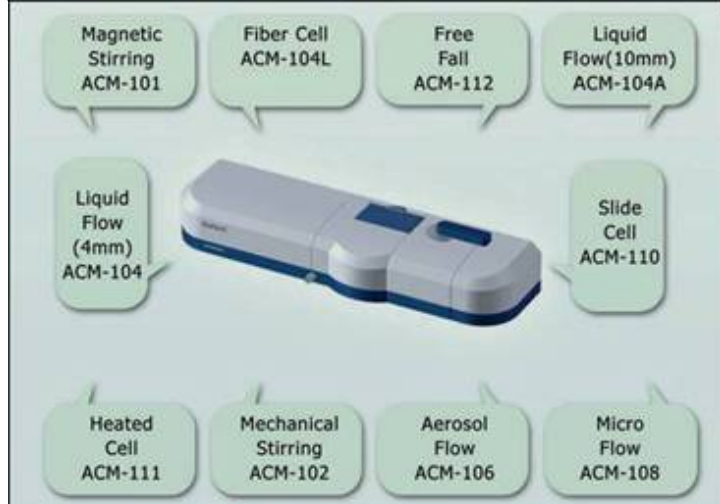 Magnetic
Stirring
ACM-101
Fiber Cell
ACM-104L
Free
Fall
ACM-112
Liquid
Flow(10mm)
ACM-104A
Liquid
Flow
(4mm)
ACM-104
Slide
Cell
ACM-110
Heated
Cell
ACM-111
Mechanical
Stirring
ACM-102
Aerosol
Flow
ACM-106
Micro
Flow
ACM-108